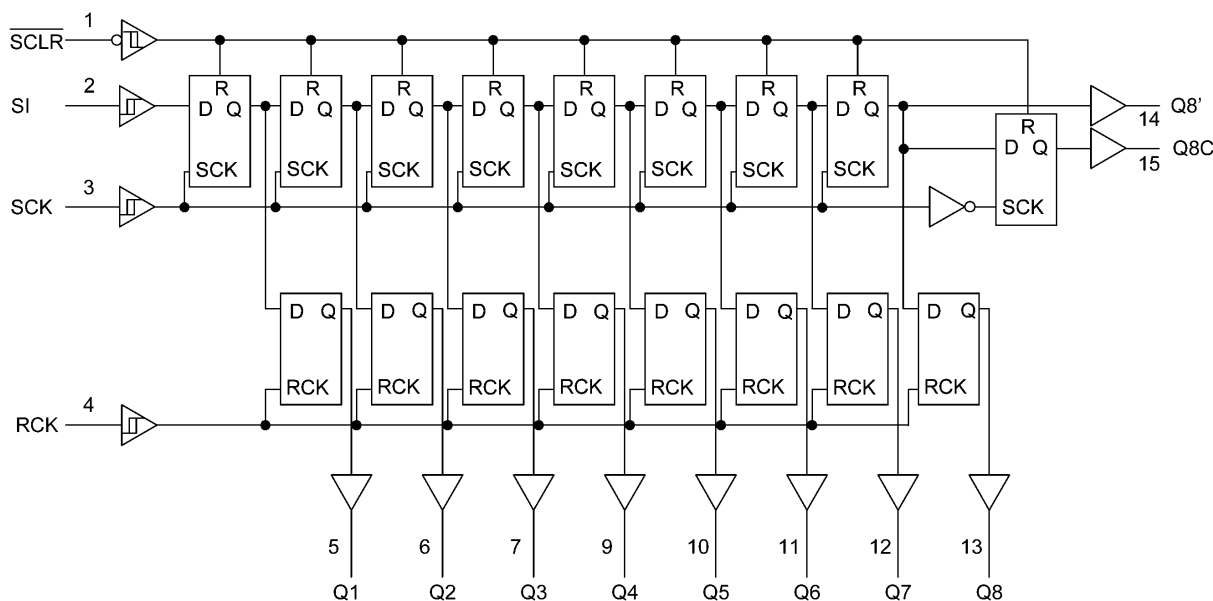 1
SCLR
R R R R R R R R
2
SI
D Q D Q D Q D Q D Q D Q D Q D Q
14
Q8'
R
D Q
15
Q8C
SCK SCK SCK SCK SCK SCK SCK SCK
3
SCK
SCK
D Q D Q D Q D Q D Q D Q D Q D Q
RCK RCK RCK RCK RCK RCK RCK RCK
4
RCK
5 6 7 9 10 11 12 13
Q1 Q2 Q3 Q4 Q5 Q6 Q7 Q8